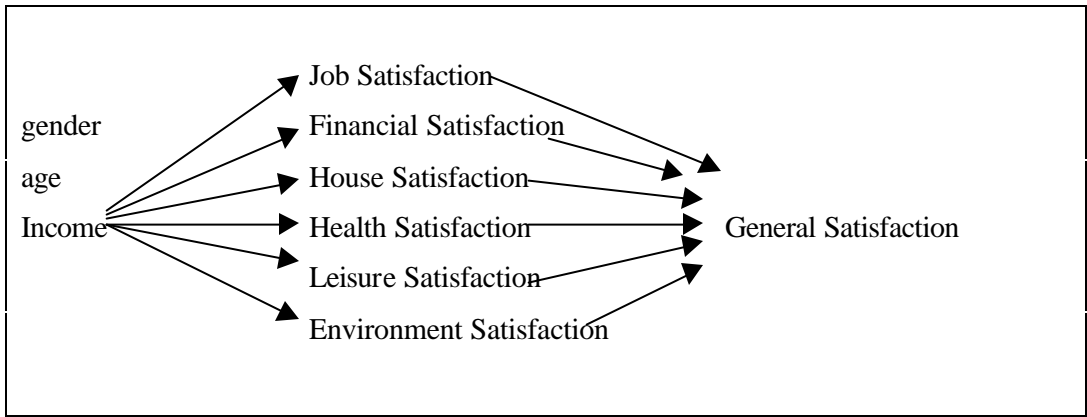 gender
age
Income
Job Satisfaction
Financial Satisfaction
House Satisfaction
Health Satisfaction
Leisure Satisfaction
Environment Satisfaction
General Satisfaction